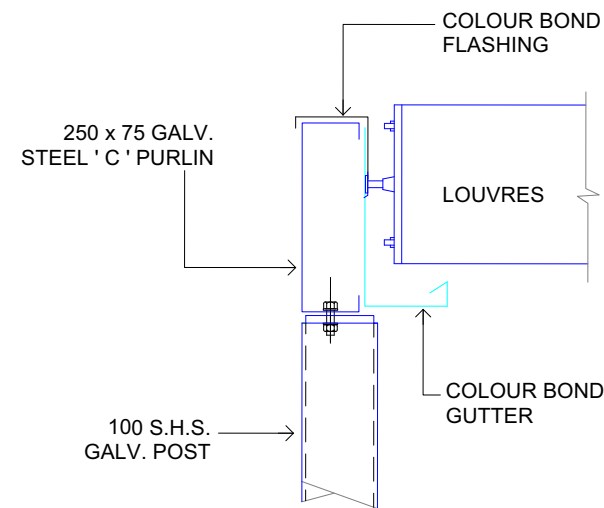 COLOUR BOND
FLASHING
250 x 75 GALV.
STEEL ' C ' PURLIN
LOUVRES
COLOUR BOND
GUTTER
100 S.H.S.
GALV. POST